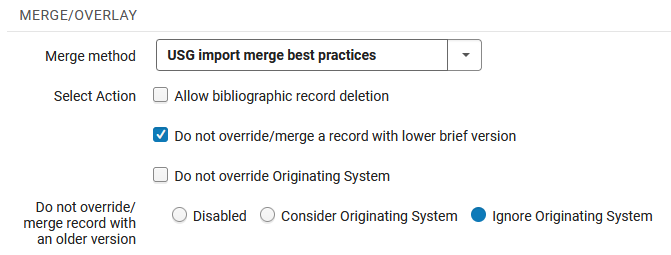 MERGE/OVERLAY
Merge method USG import merge best practices
Select Action Allow bibliographic record deletion
Do not override/merge a record with lower brief version
Do not override Originating System
Do not override/
merge record with
an older version
Disabled Consider Originating System Ignore Originating System